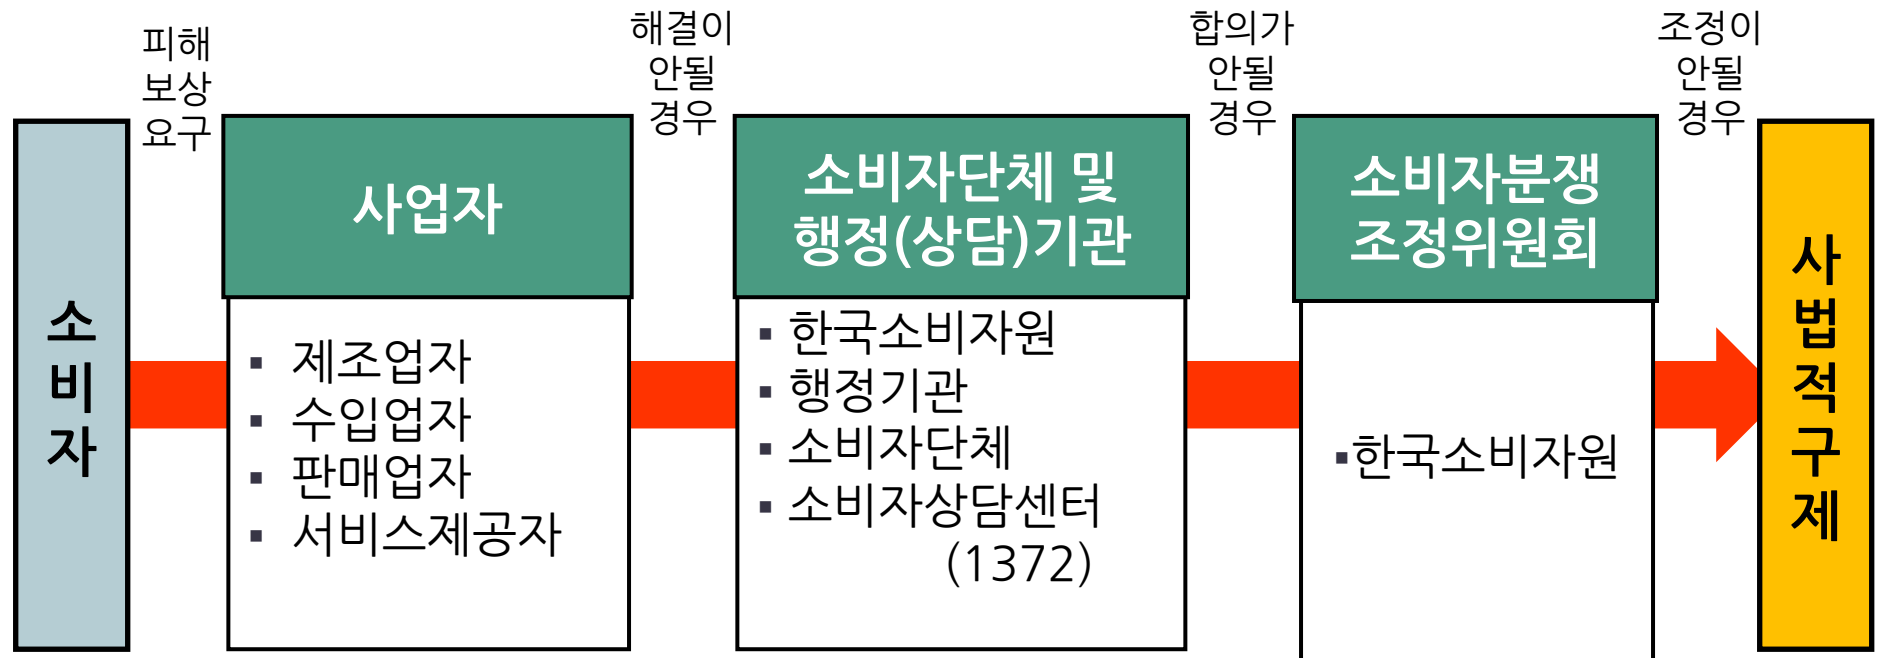 피해
보상
요구
해결이
안될
경우
합의가
안될
경우
조정이
안될
경우
소
비
자
사업자
▪ 제조업자
▪ 수입업자
▪ 판매업자
▪ 서비스제공자
소비자단체 및
행정(상담)기관
▪ 한국소비자원
▪ 행정기관
▪ 소비자단체
▪ 소비자상담센터
(1372)
소비자분쟁
조정위원회
▪한국소비자원
사
법
적
구
제